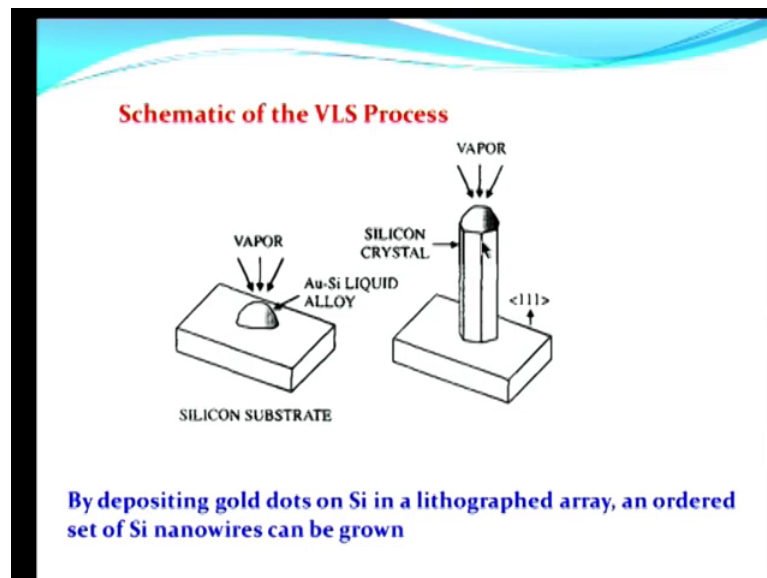 Schematic of the VLS Process
VAPOR
Au-Si LIQUID
ALLOY
SILICON SUBSTRATE
VAPOR
SILICON
CRYSTAL
<111>
By depositing gold dots on Si in a lithographed array, an ordered
set of Si nanowires can be grown